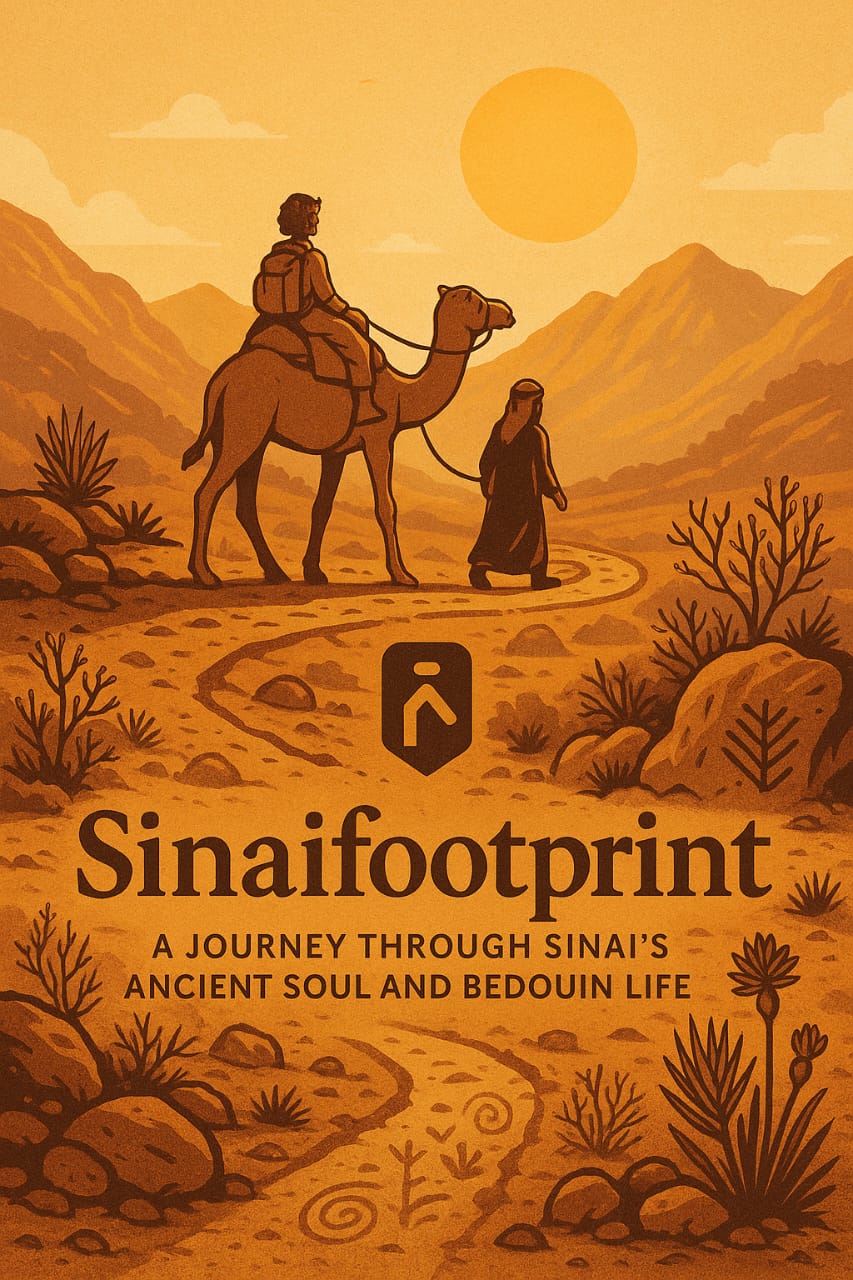 Sinaifootprint
A JOURNEY THROUGH SINAI'S
ANCIENT SOUL AND BEDOUIN LIFE